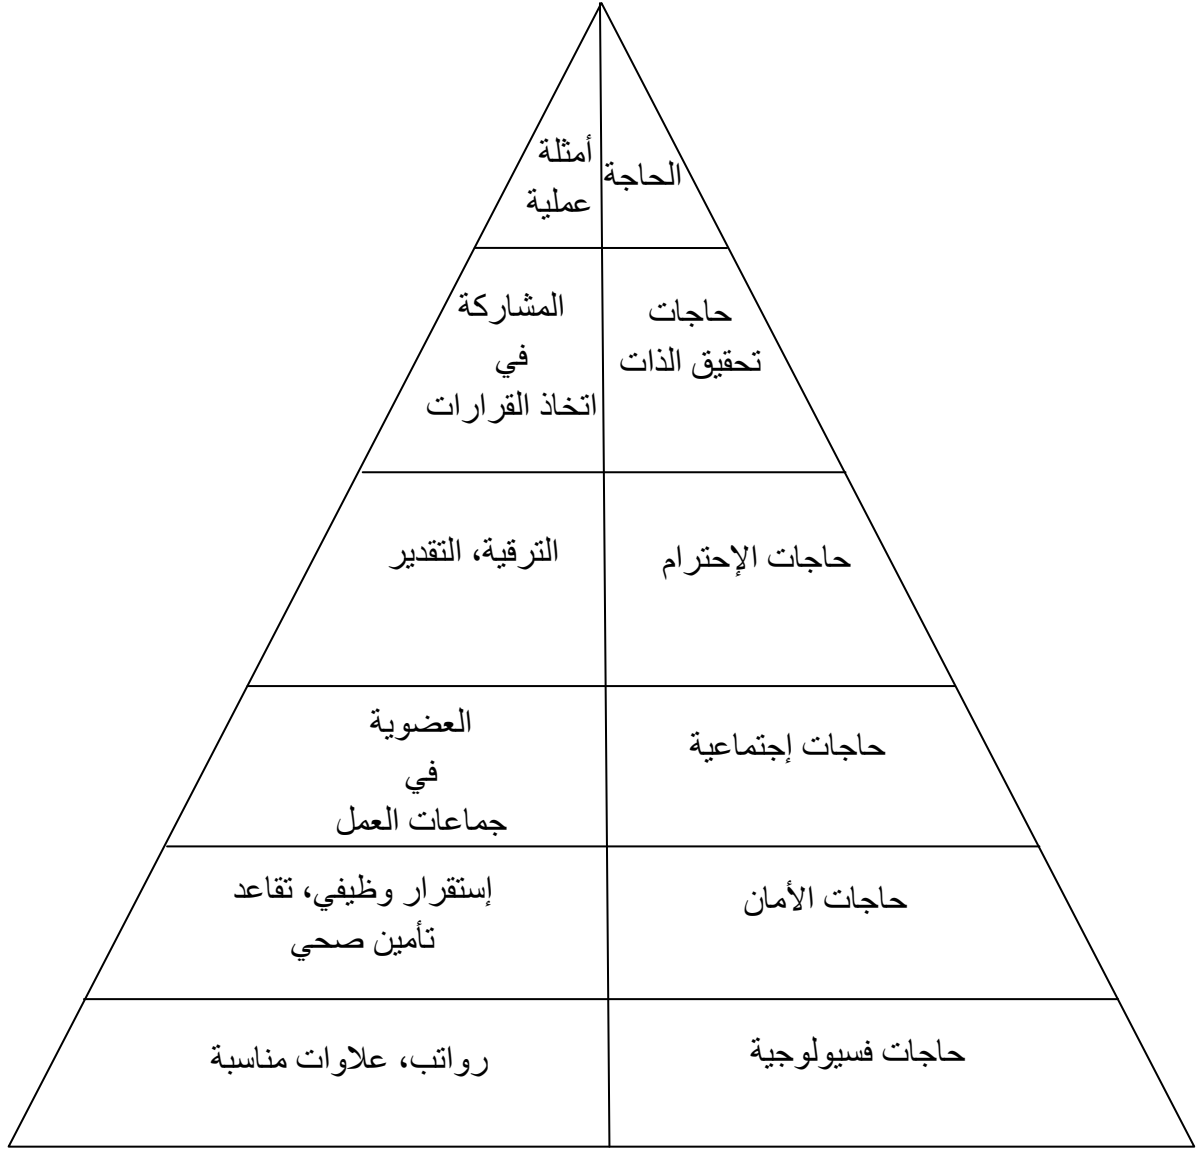 الحاجة
أمثلة
عملية
حاجات
تحقيق الذات
المشاركة
في
اتخاذ القرارات
حاجات الإحترام
الترقية، التقدير
حاجات إجتماعية
العضوية
في
جماعات العمل
حاجات الأمان
إستقرار وظيفي، تقاعد
تأمين صحي
حاجات فسيولوجية
رواتب، علاوات مناسبة